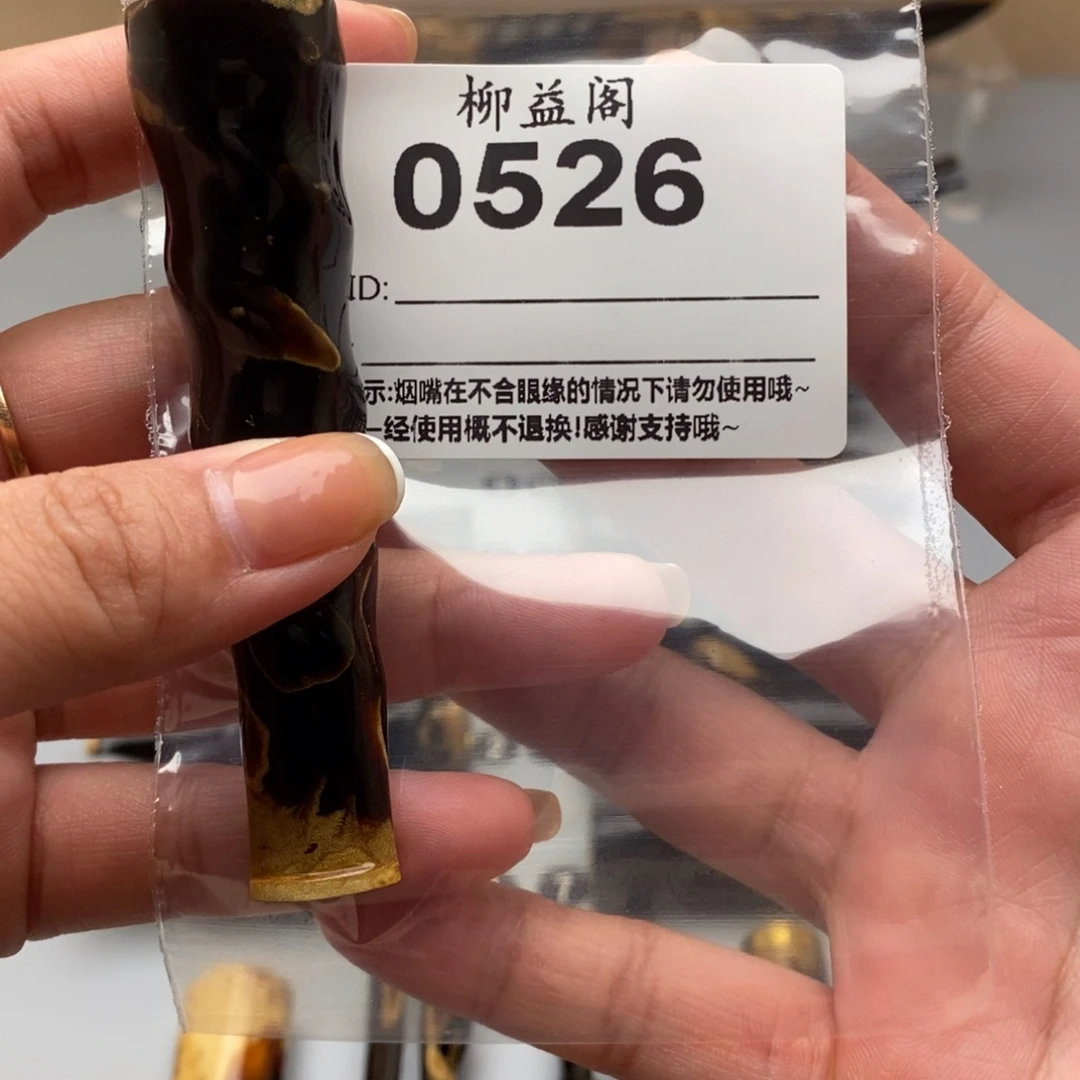 柳益阁
0526
ID:
示:烟嘴在不合眼缘的情况下请勿使用哦~
一经使用概不退换!感谢支持哦~